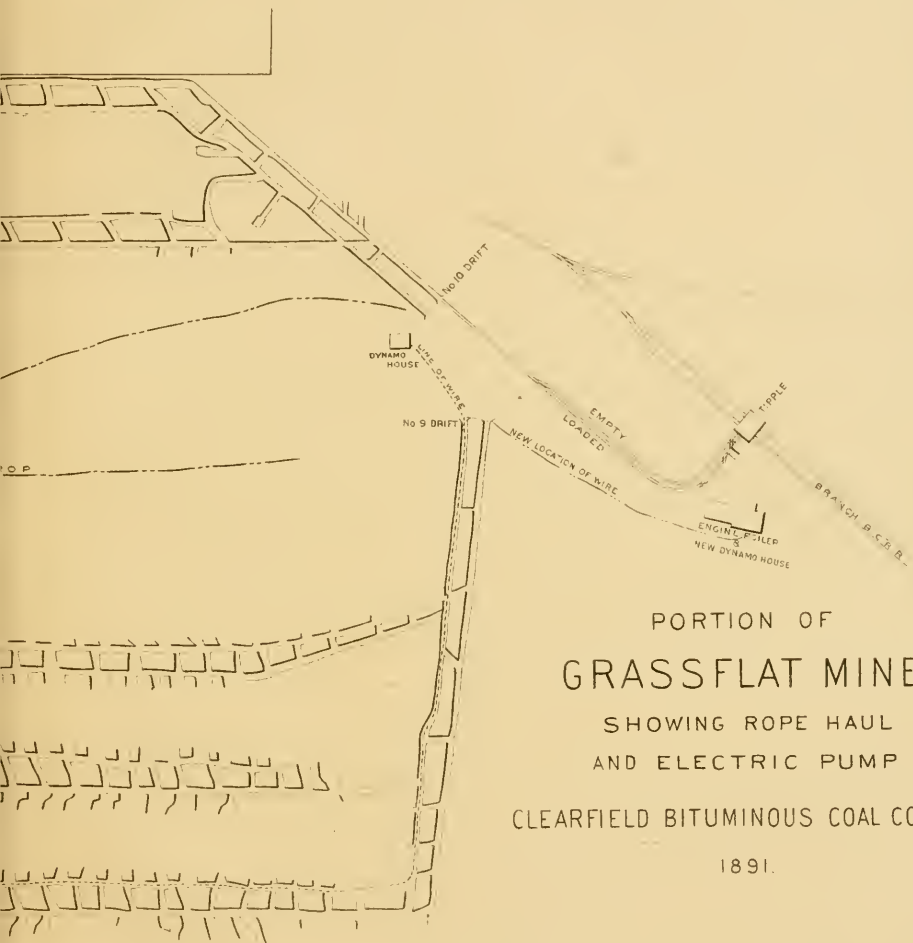 No 10 DRIFT
DYNAMO
HOUSE
LINE OF WIRE
No 9 DRIFT
EMPTY
LOADED
TIPPLE
NEW LOCATION OF WIRE
BRANCH B.C.R.R.
ENGINE BOILER
&
NEW DYNAMO HOUSE
OP
PORTION OF
GRASSFLAT MINE
SHOWING ROPE HAUL
AND ELECTRIC PUMP
CLEARFIELD BITUMINOUS COAL CO
1891.